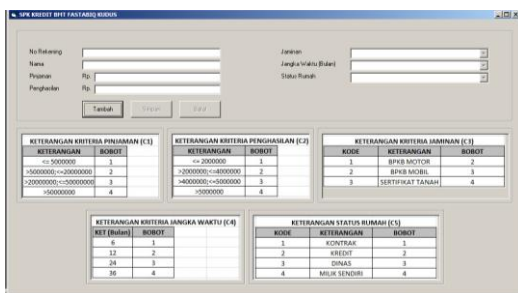 SPK KREDIT BMT FASTABIQ KUDUS
No Rekening
Nama
Pinjaman Rp.
Penghasilan Rp.
Jaminan
Jangka Waktu (Bulan)
Status Rumah
Tambah Simpan Batal
KETERANGAN KRITERIA PINJAMAN (C1)
KETERANGAN BOBOT
<= 5000000 1
>5000000;<=20000000 2
>20000000;<=50000000 3
>50000000 4
KETERANGAN KRITERIA PENGHASILAN (C2)
KETERANGAN BOBOT
<= 2000000 1
>2000000;<=4000000 2
>4000000;<=5000000 3
>5000000 4
KETERANGAN KRITERIA JAMINAN (C3)
KODE KETERANGAN BOBOT
1 BPKB MOTOR 2
2 BPKB MOBIL 3
3 SERTIFIKAT TANAH 4
KETERANGAN KRITERIA JANGKA WAKTU (C4)
KET (Bulan) BOBOT
6 1
12 2
24 3
36 4
KETERANGAN STATUS RUMAH (C5)
KODE KETERANGAN BOBOT
1 KONTRAK 1
2 KREDIT 2
3 DINAS 3
4 MILIK SENDIRI 4